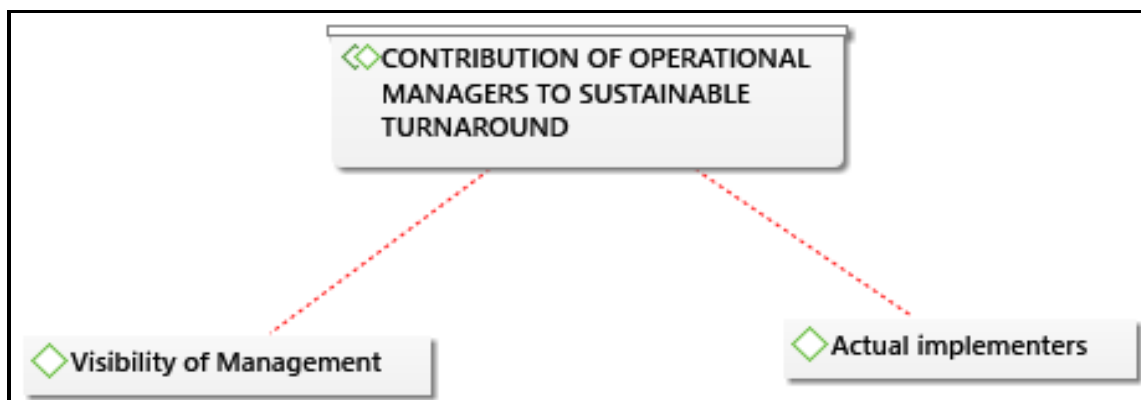 CONTRIBUTION OF OPERATIONAL
MANAGERS TO SUSTAINABLE
TURNAROUND
Visibility of Management
Actual implementers